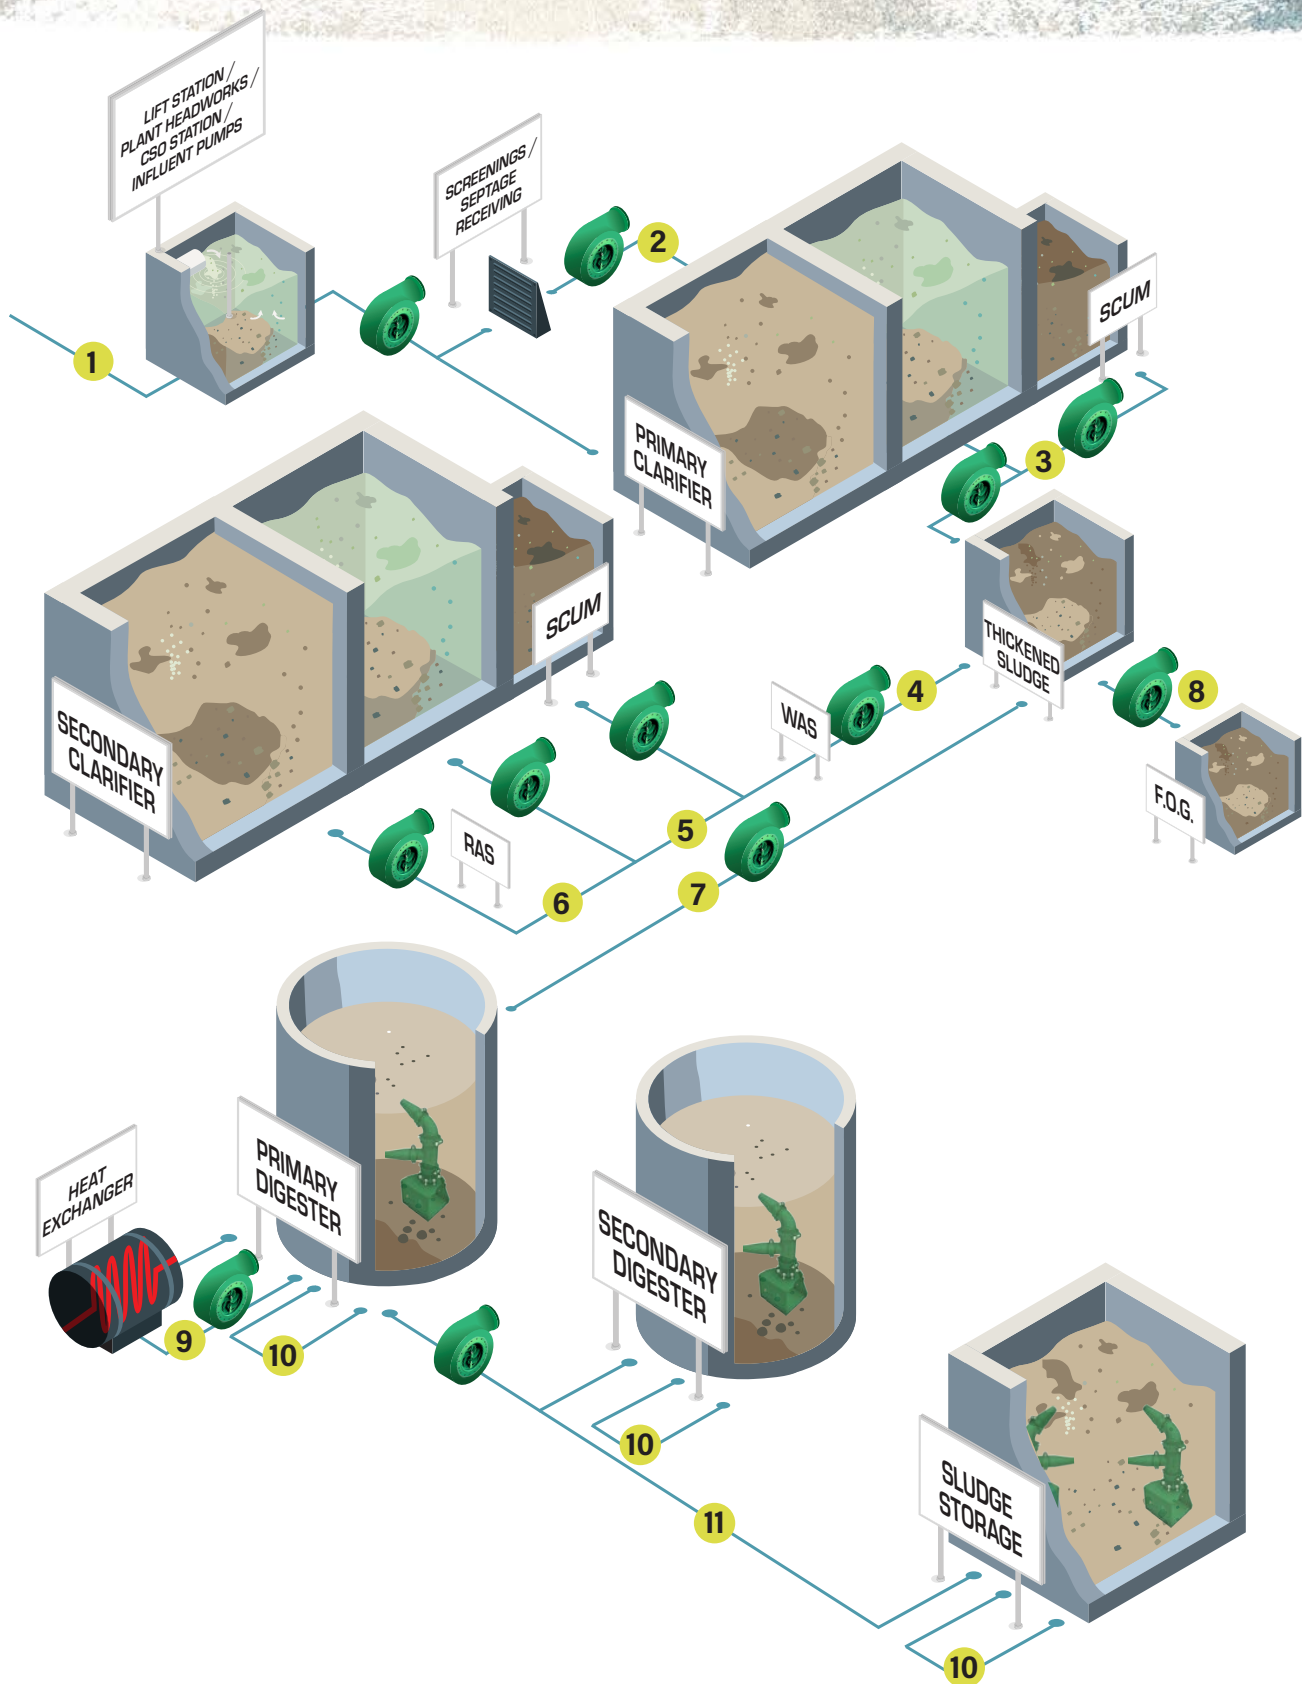 LIFT STATION /
PLANT HEADWORKS /
CSO STATION /
INFLUENT PUMPS
SCREENINGS /
SEPTAGE
RECEIVING
2
1
SCUM
PRIMARY
CLARIFIER
3
SCUM
THICKENED
SLUDGE
4
8
WAS
SECONDARY
CLARIFIER
F.O.G.
5
RAS
6
7
PRIMARY
DIGESTER
HEAT
EXCHANGER
SECONDARY
DIGESTER
9
10
10
SLUDGE
STORAGE
11
10